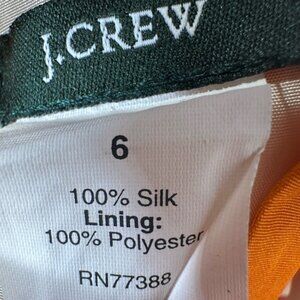 J.CREW
6
100% Silk
Lining:
100% Polyester
RN77388